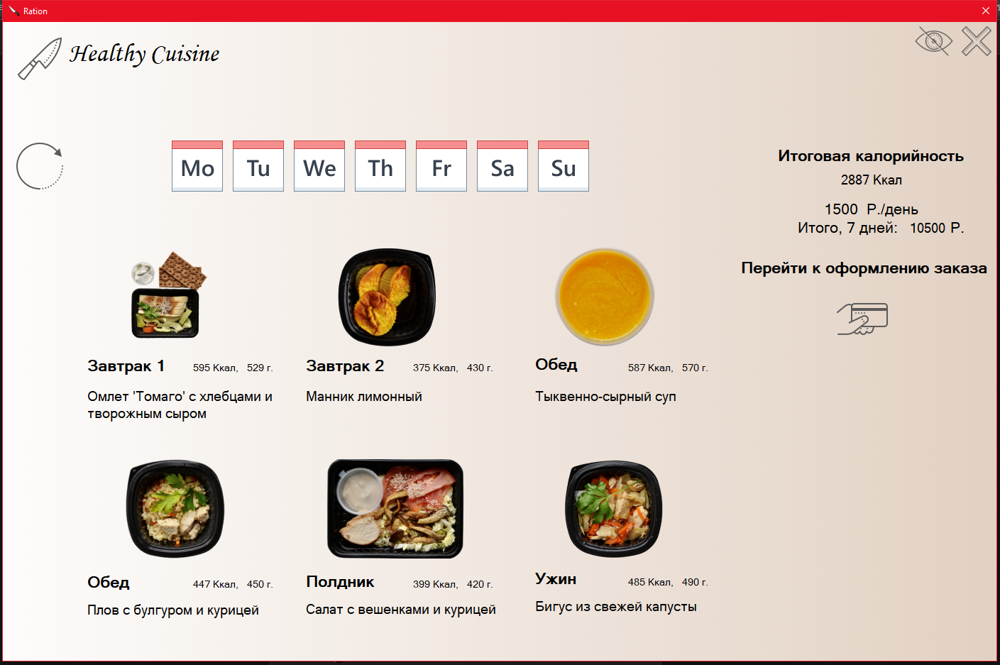 Ration
Healthy Cuisine
Mo Tu We Th Fr Sa Su
Итоговая калорийность
2887 Ккал
1500 Р./день
Итого, 7 дней: 10500 Р.
Перейти к оформлению заказа
Завтрак 1 595 Ккал, 529 г.
Омлет 'Томаго' с хлебцами и
творожным сыром
Завтрак 2 375 Ккал, 430 г.
Манник лимонный
Обед 587 Ккал, 570 г.
Тыквенно-сырный суп
Обед 447 Ккал, 450 г.
Плов с булгуром и курицей
Полдник 399 Ккал, 420 г.
Салат с вешенками и курицей
Ужин 485 Ккал, 490 г.
Бигус из свежей капусты